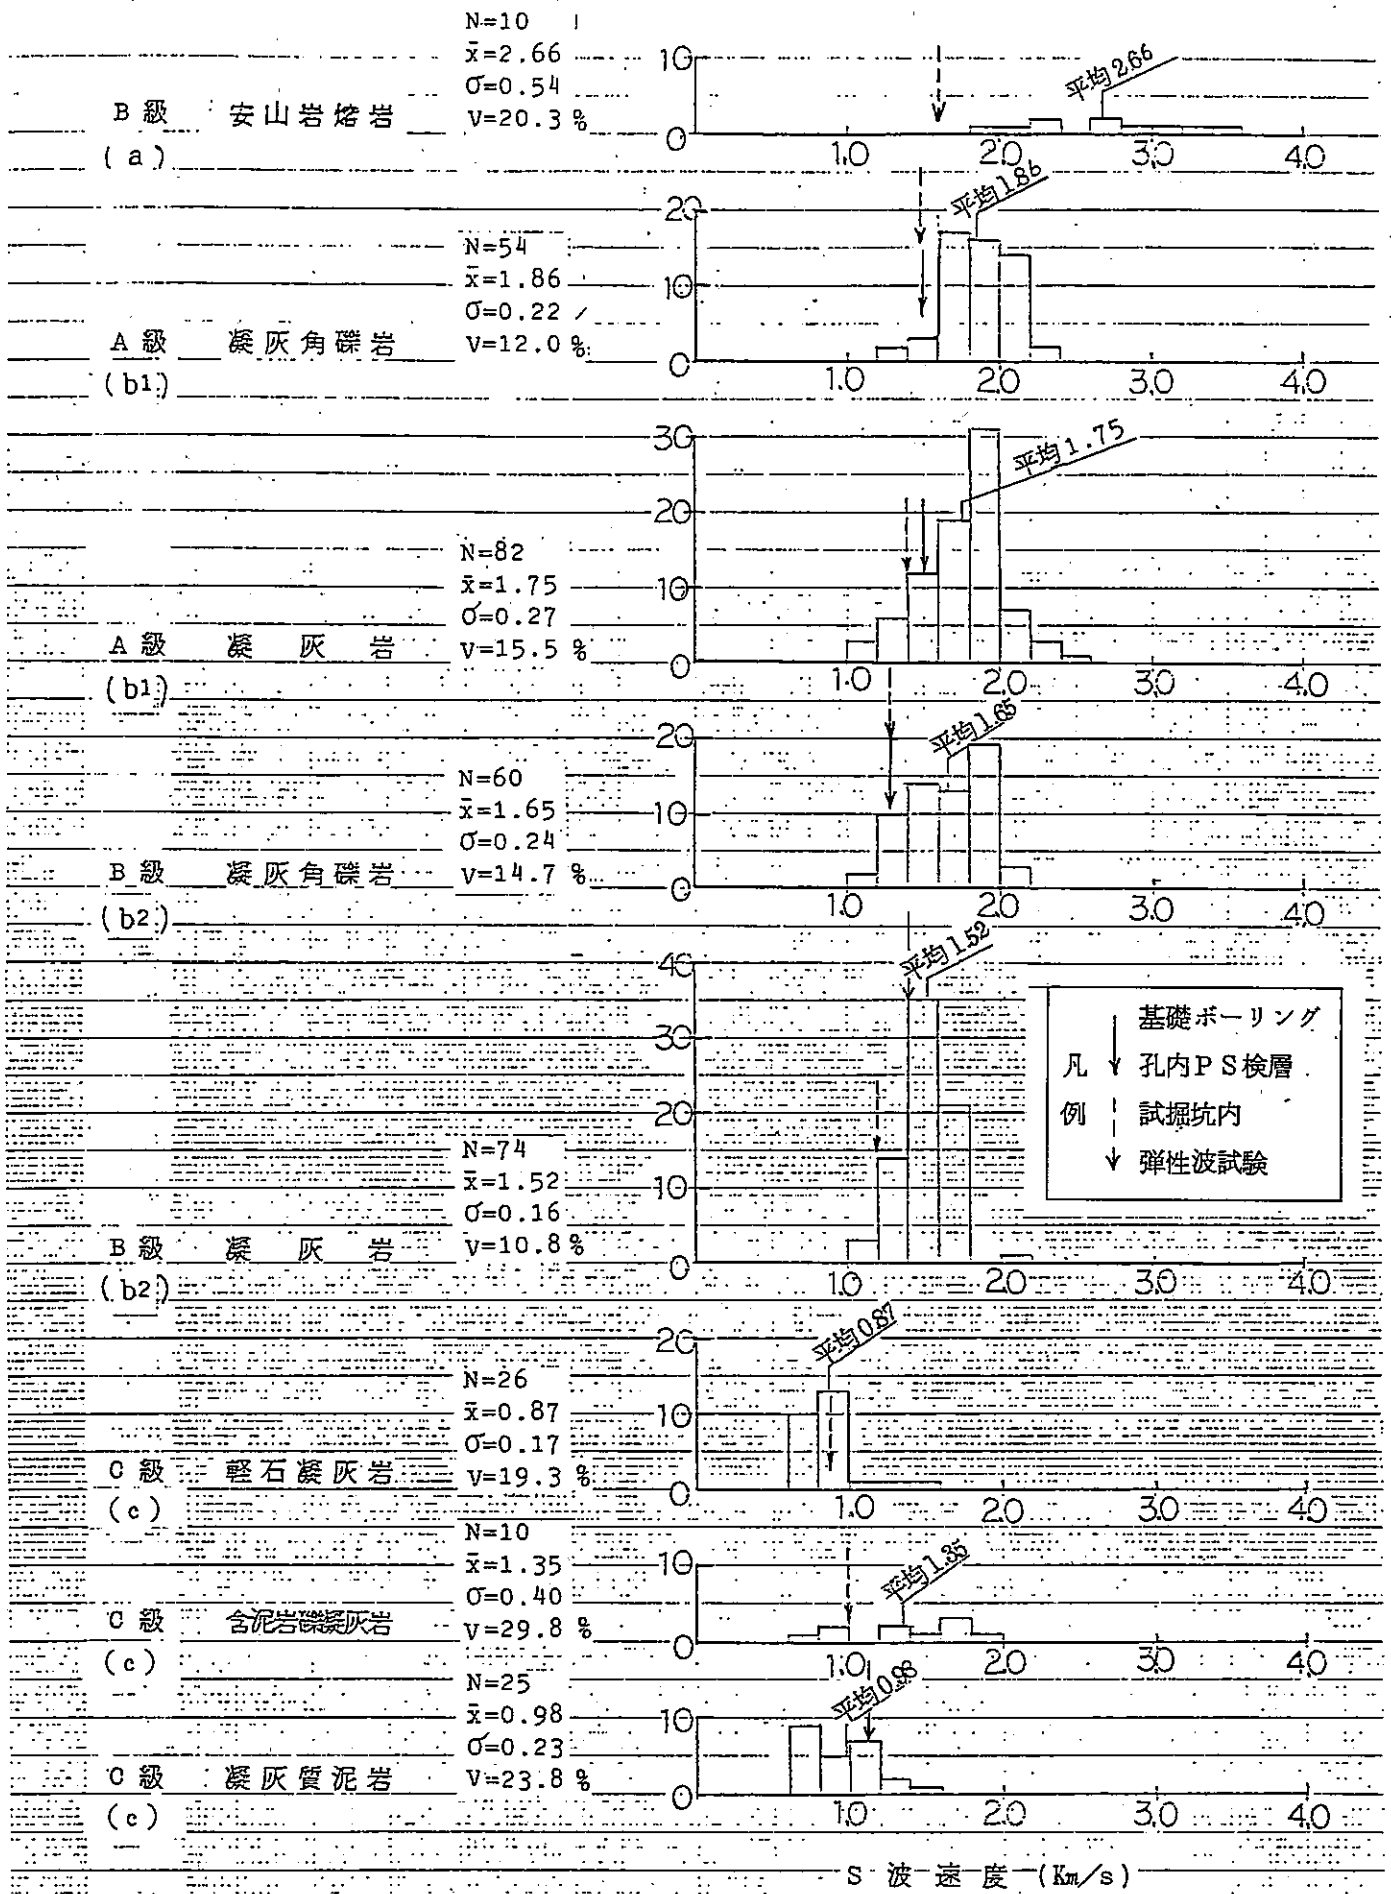 N=10
x̄=2.66
σ=0.54
V=20.3 %
B 級 安山岩熔岩
(a)
10
0
平均2.66
1.0 2.0 3.0 4.0
N=54
x̄=1.86
σ=0.22
V=12.0 %
A 級 凝灰角礫岩
(b1)
20
10
0
平均1.86
1.0 2.0 3.0 4.0
N=82
x̄=1.75
σ=0.27
V=15.5 %
A 級 凝灰岩
(b1)
30
20
10
0
平均1.75
1.0 2.0 3.0 4.0
N=60
x̄=1.65
σ=0.24
V=14.7 %
B 級 凝灰角礫岩
(b2)
20
10
0
平均1.65
1.0 2.0 3.0 4.0
N=74
x̄=1.52
σ=0.16
V=10.8 %
B 級 凝灰岩
(b2)
40
30
20
10
0
平均1.52
1.0 2.0 3.0 4.0
凡例
基礎ボーリング
孔内PS検層
試掘坑内
弾性波試験
N=26
x̄=0.87
σ=0.17
V=19.3 %
C 級 軽石凝灰岩
(c)
20
10
0
平均0.87
1.0 2.0 3.0 4.0
N=10
x̄=1.35
σ=0.40
V=29.8 %
C 級 含泥岩礫凝灰岩
(c)
10
0
平均1.35
1.0 2.0 3.0 4.0
N=25
x̄=0.98
σ=0.23
V=23.8 %
C 級 凝灰質泥岩
(c)
10
0
平均0.98
1.0 2.0 3.0 4.0
S 波速度 (Km/s)